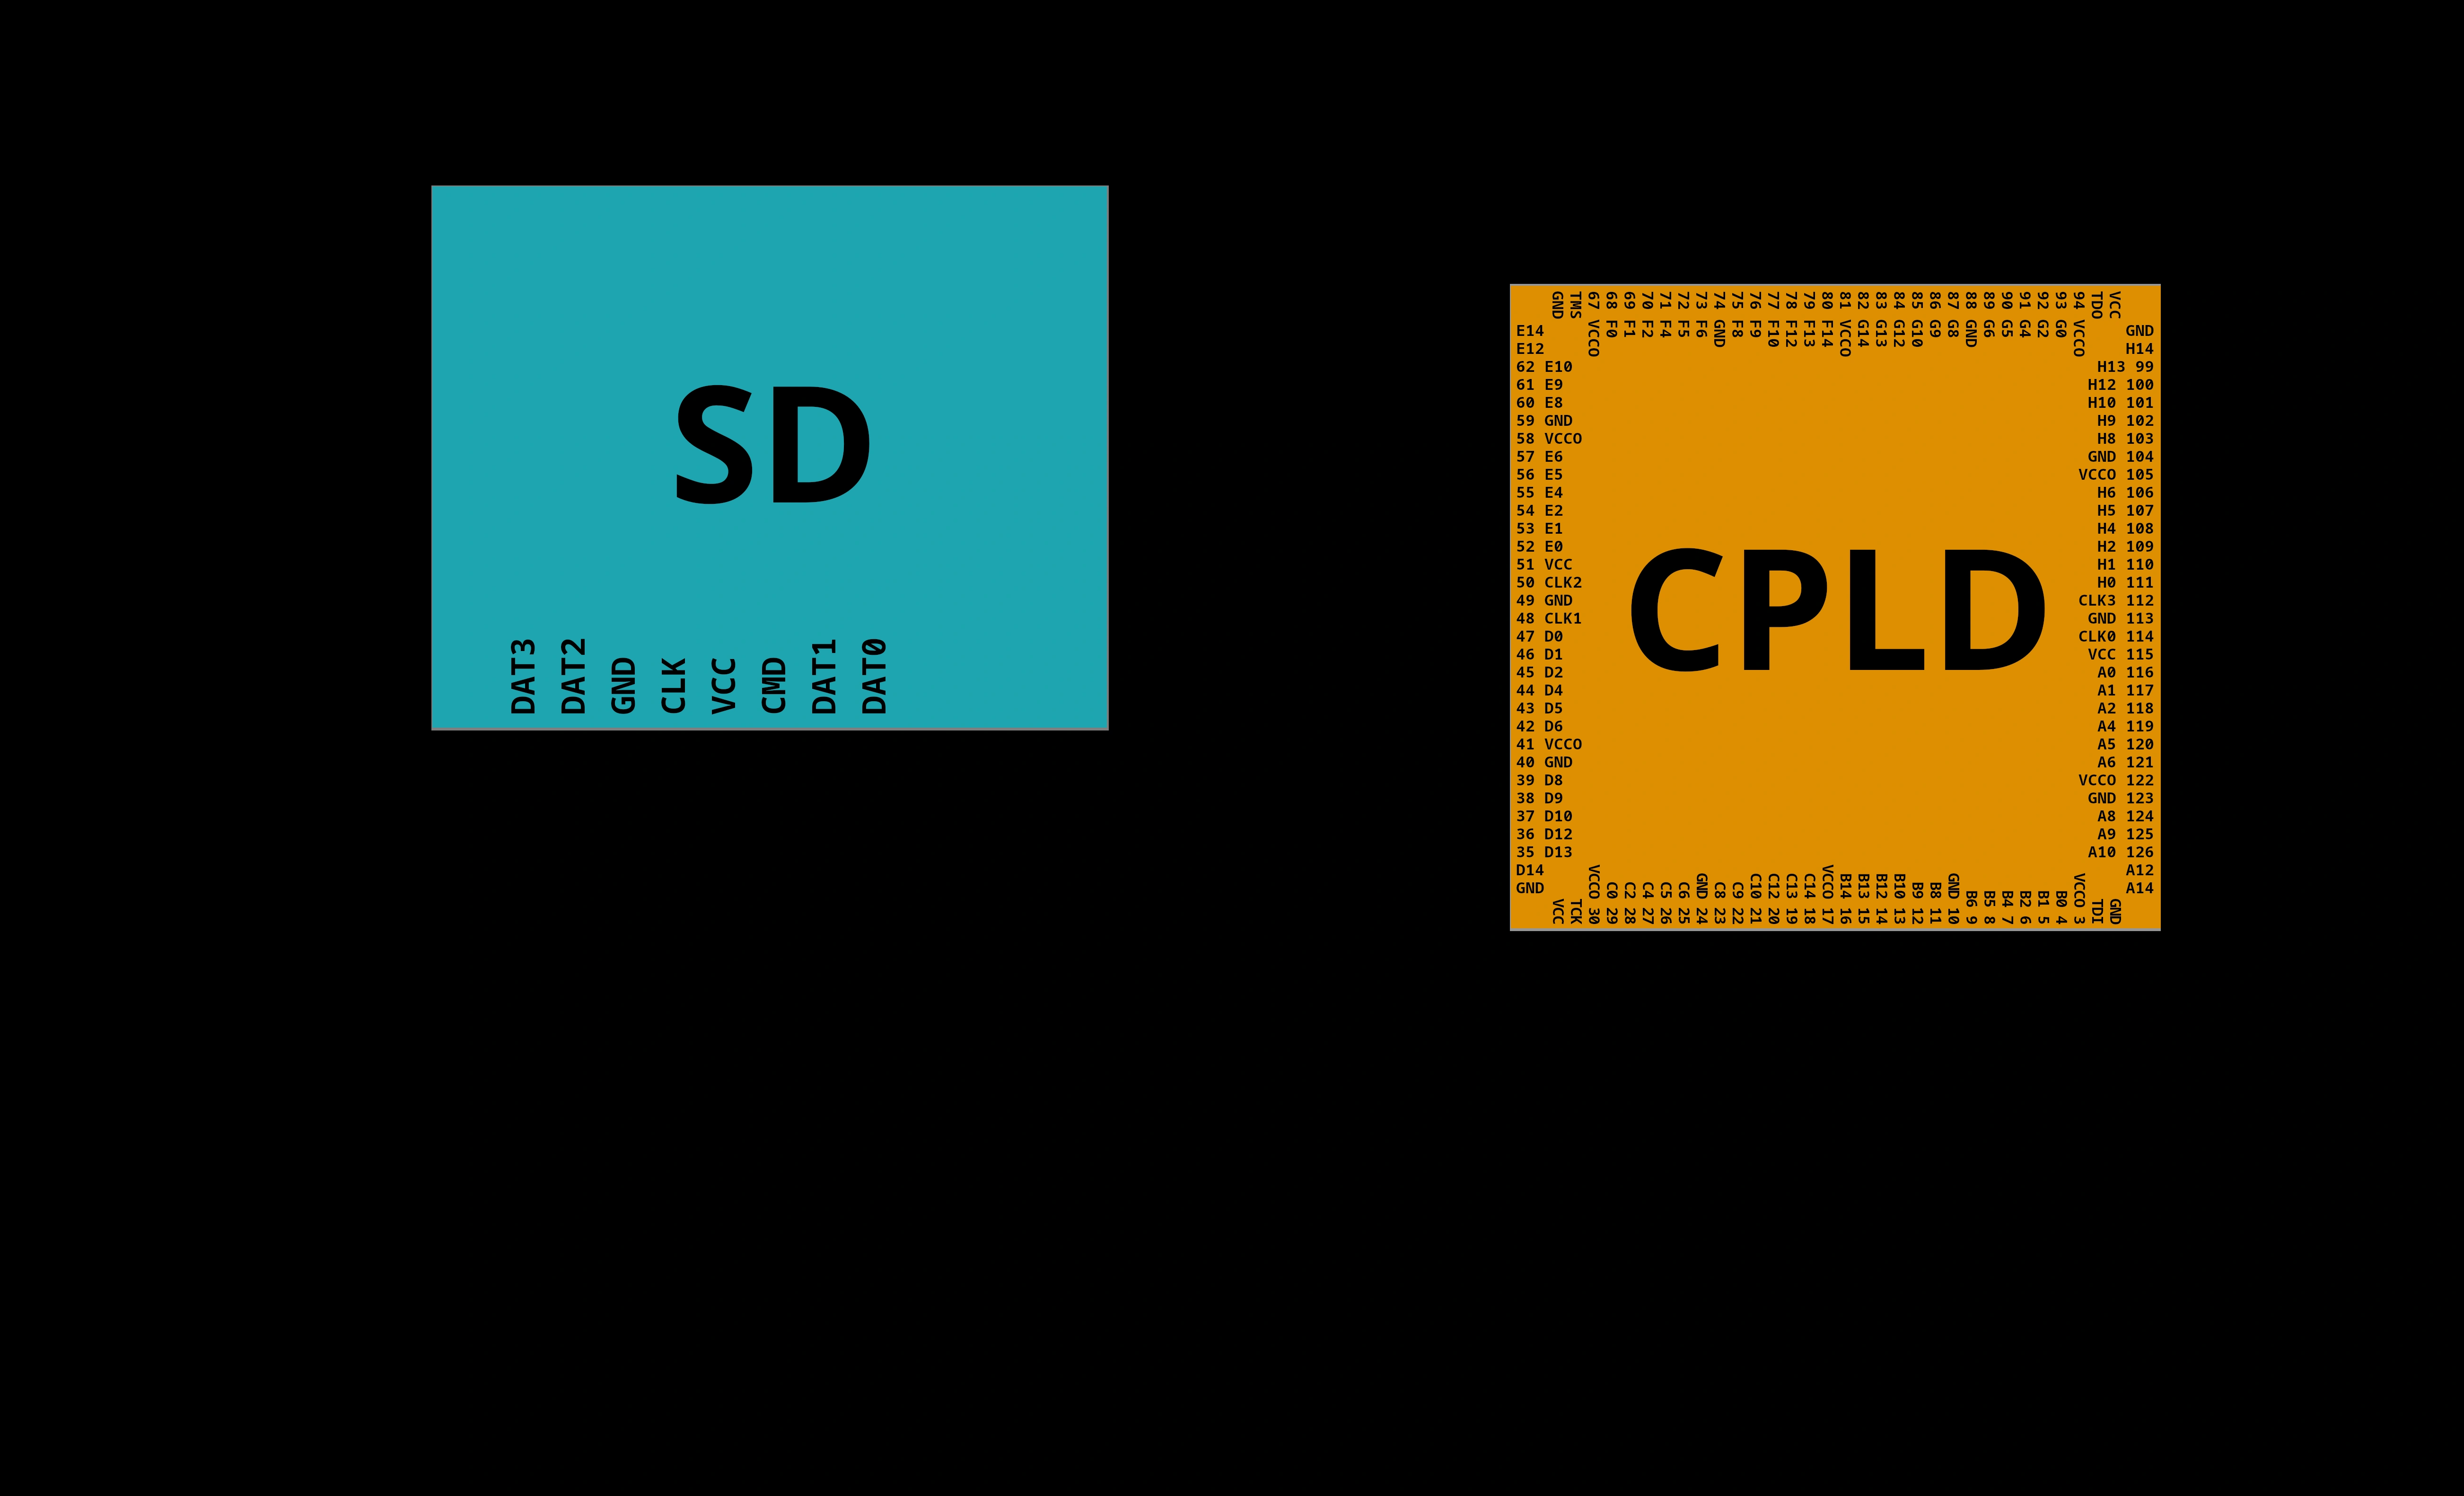 SD
DAT3
DAT2
GND
CLK
VCC
CMD
DAT1
DAT0
GND
TMS
67 VCCO
68 F0
69 F1
70 F2
71 F4
72 F5
73 F6
74 GND
75 F8
76 F9
77 F10
78 F12
79 F13
80 F14
81 VCCO
82 G14
83 G13
84 G12
85 G10
86 G9
87 G8
88 GND
89 G6
90 G5
91 G4
92 G2
93 G0
94 VCCO
TDO
VCC
E14
E12
62 E10
61 E9
60 E8
59 GND
58 VCCO
57 E6
56 E5
55 E4
54 E2
53 E1
52 E0
51 VCC
50 CLK2
49 GND
48 CLK1
47 D0
46 D1
45 D2
44 D4
43 D5
42 D6
41 VCCO
40 GND
39 D8
38 D9
37 D10
36 D12
35 D13
D14
GND
CPLD
GND
H14
H13 99
H12 100
H10 101
H9 102
H8 103
GND 104
VCCO 105
H6 106
H5 107
H4 108
H2 109
H1 110
H0 111
CLK3 112
GND 113
CLK0 114
VCC 115
A0 116
A1 117
A2 118
A4 119
A5 120
A6 121
VCCO 122
GND 123
A8 124
A9 125
A10 126
A12
A14
VCC
TCK
VCCO 30
C0 29
C2 28
C4 27
C5 26
C6 25
GND 24
C8 23
C9 22
C10 21
C12 20
C13 19
C14 18
VCCO 17
B14 16
B13 15
B12 14
B10 13
B9 12
B8 11
GND 10
B6 9
B5 8
B4 7
B2 6
B1 5
B0 4
VCCO 3
TDI
GND